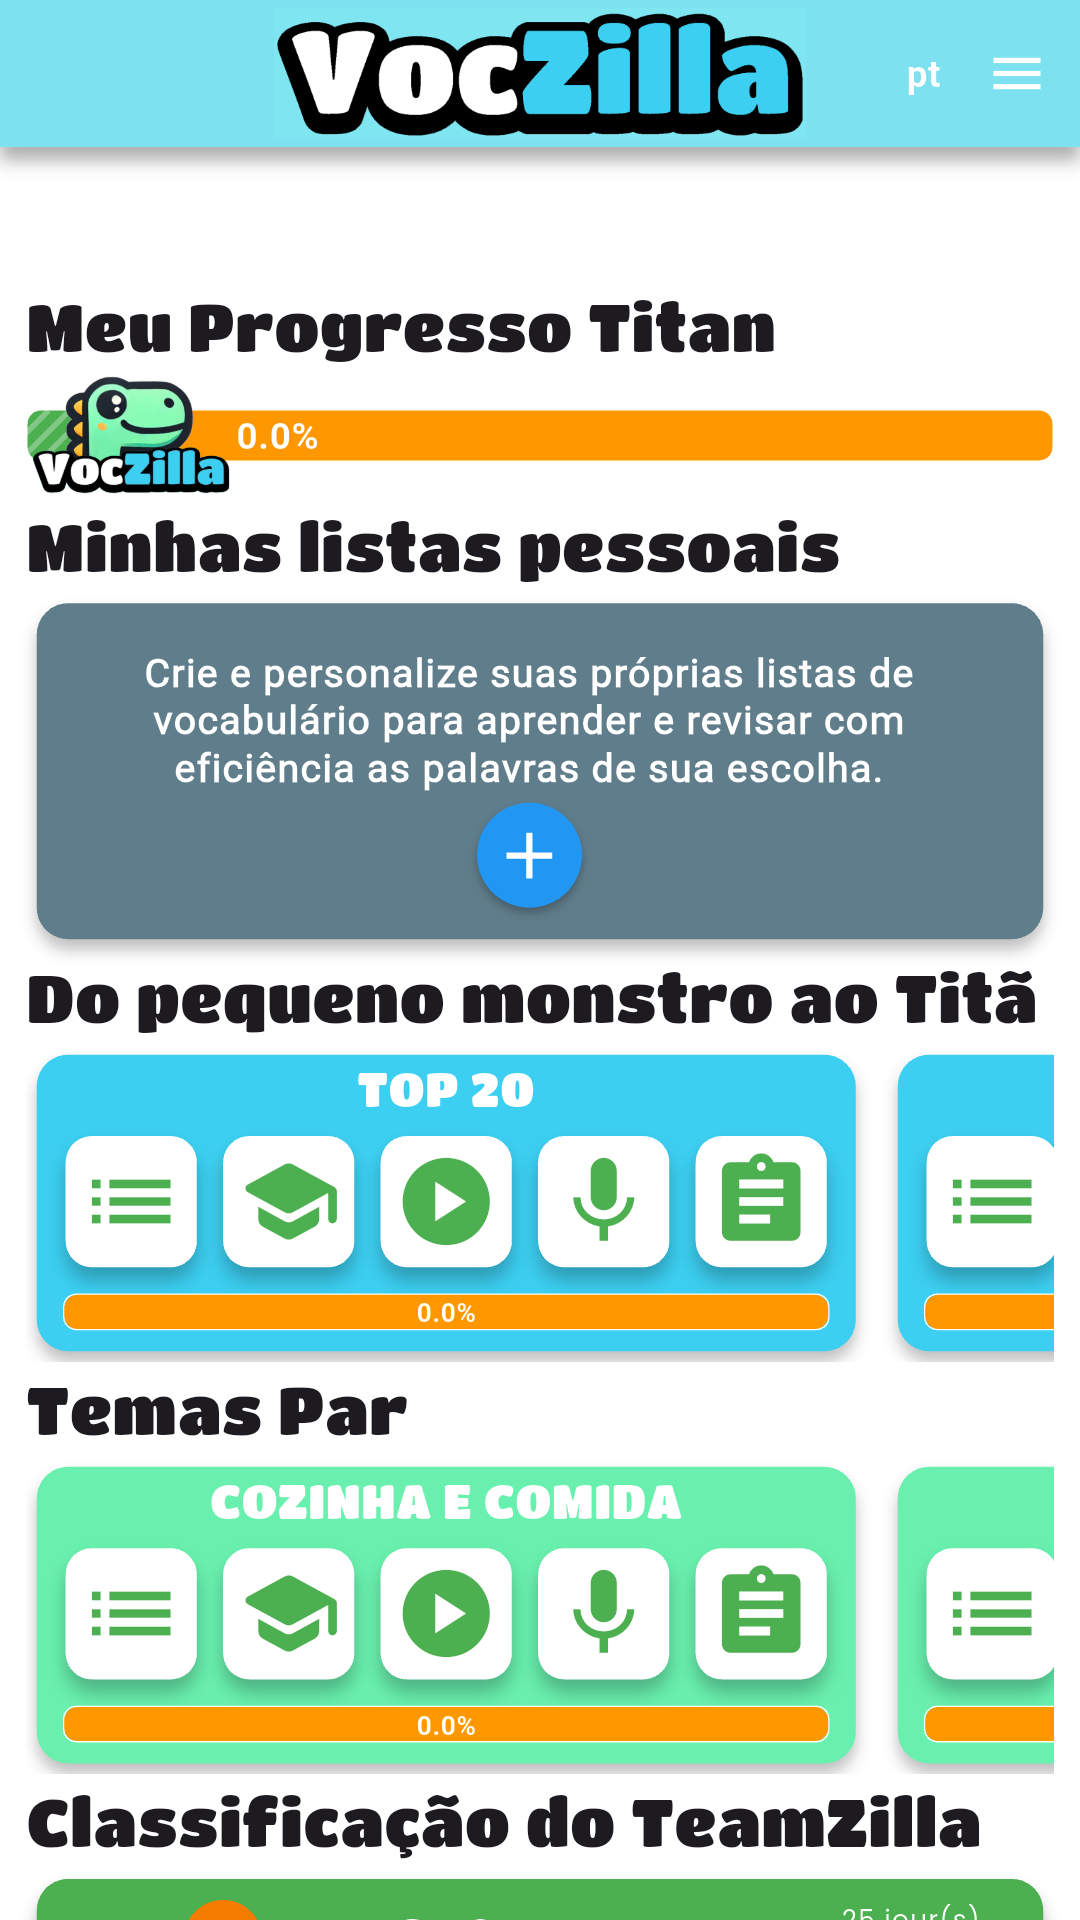 VocZilla
pt
Meu Progresso Titan
0.0%
VocZilla
Minhas listas pessoais
Crie e personalize suas próprias listas de
vocabulário para aprender e revisar com
eficiência as palavras de sua escolha.
Do pequeno monstro ao Titã
TOP 20
0.0%
Temas Par
COZINHA E COMIDA
0.0%
Classificação do TeamZilla
25 jour(s)